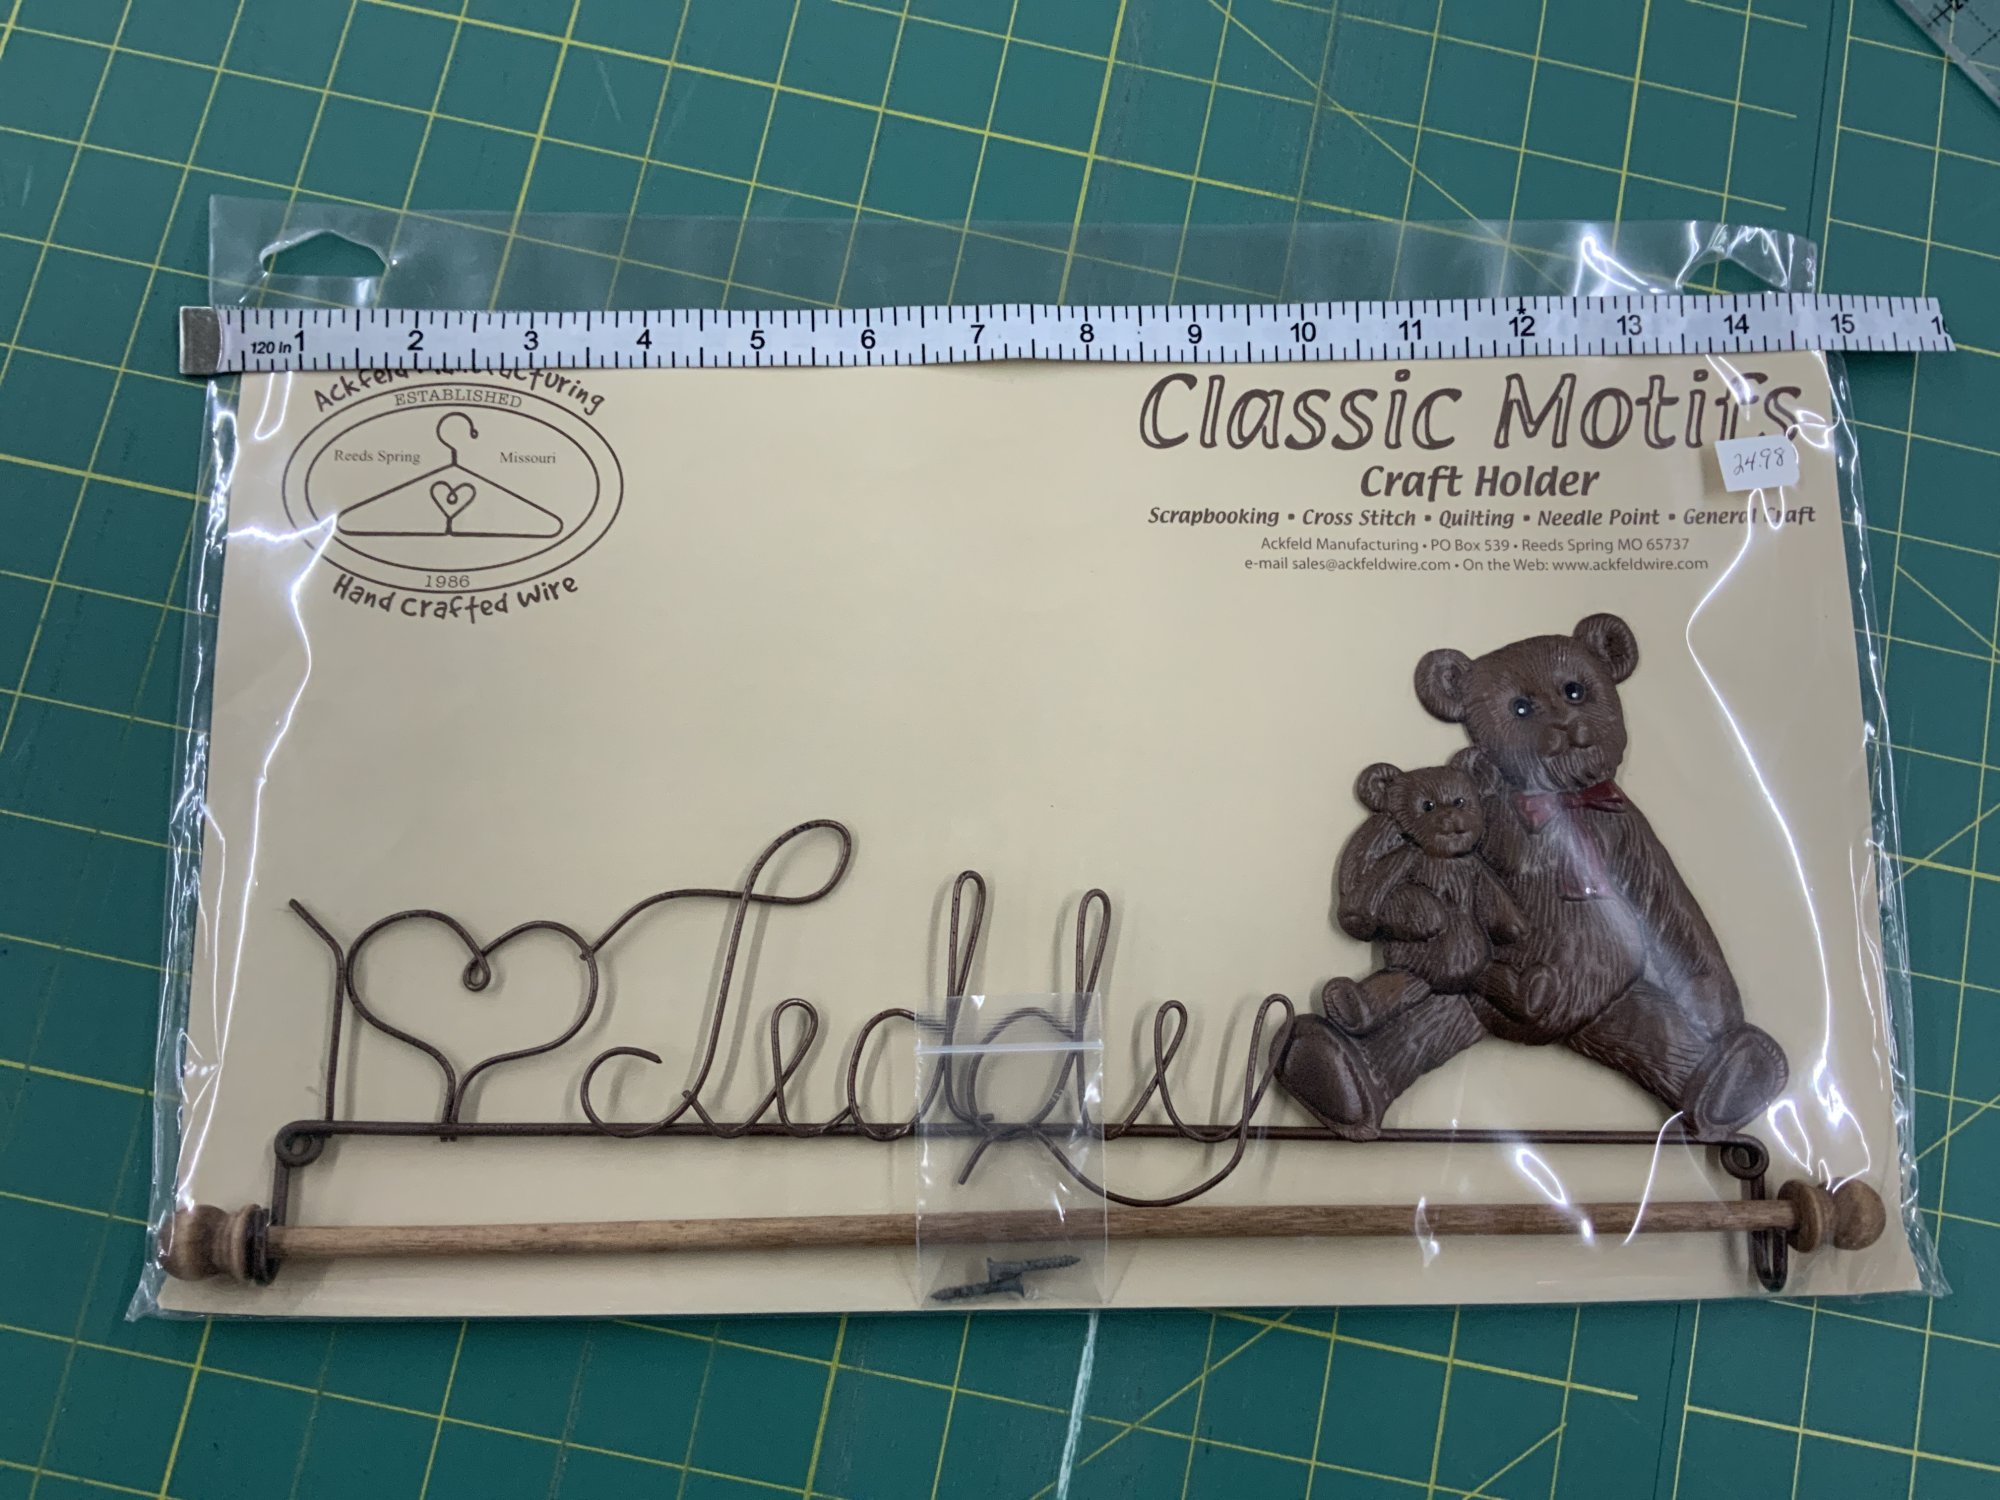 120 in 1 2 3 4 5 6 7 8 9 10 11 12 13 14 15
ESTABLISHED
Reeds Spring Missouri
1986
Hand Crafted Wire
Classic Motifs
24.98
Craft Holder
Scrapbooking • Cross Stitch • Quilting • Needle Point • General Craft
Ackfeld Manufacturing • PO Box 539 • Reeds Spring MO 65737
e-mail sales@ackfeldwire.com • On the Web: www.ackfeldwire.com
I ♥ Teddy